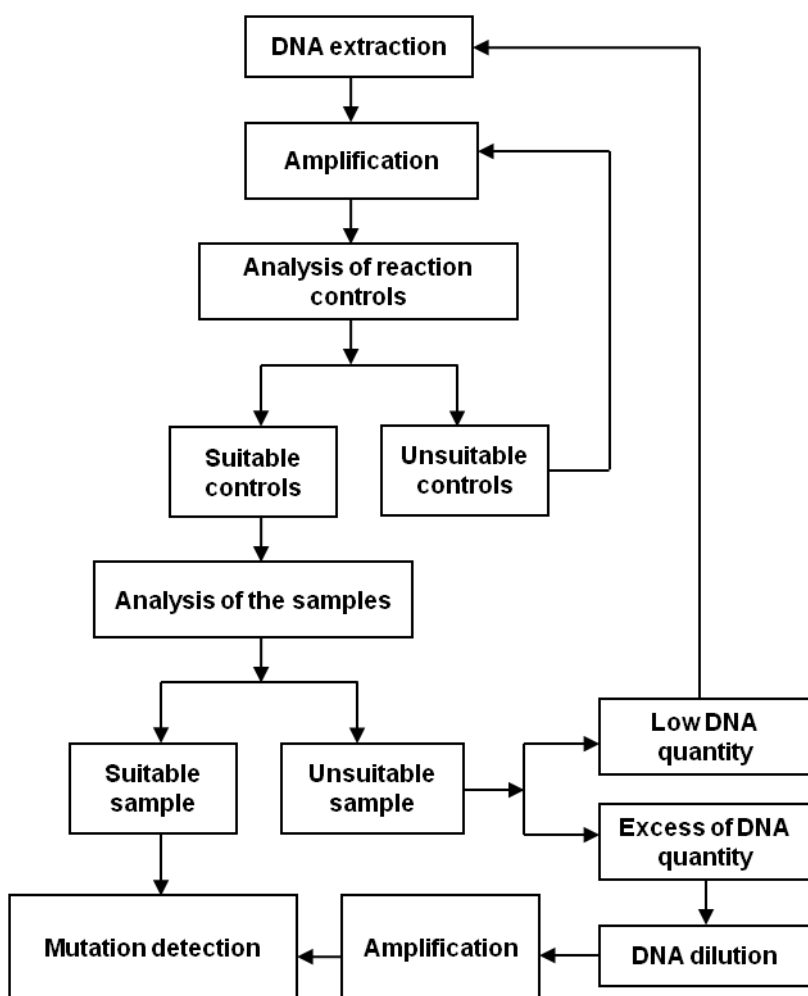 DNA extraction
Amplification
Analysis of reaction
controls
Suitable
controls
Unsuitable
controls
Analysis of the samples
Suitable
sample
Unsuitable
sample
Low DNA
quantity
Excess of DNA
quantity
Mutation detection
Amplification
DNA dilution